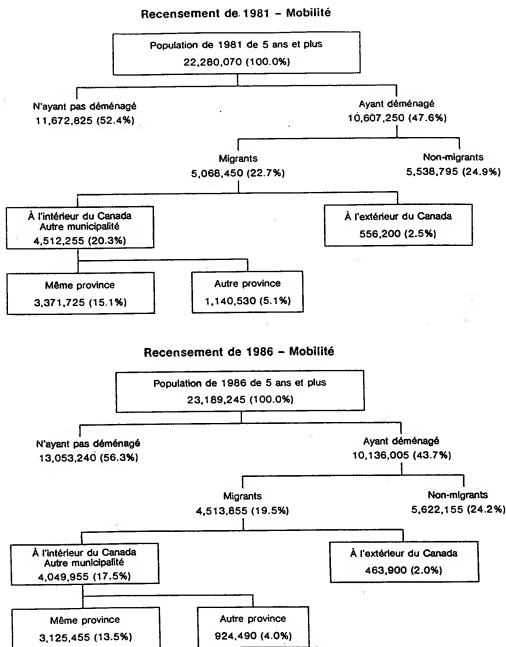 Recensement de 1981 – Mobilité
Population de 1981 de 5 ans et plus
22,280,070 (100.0%)
N'ayant pas déménagé
11,672,825 (52.4%)
Ayant déménagé
10,607,250 (47.6%)
Migrants
5,068,450 (22.7%)
Non-migrants
5,538,795 (24.9%)
À l'intérieur du Canada
Autre municipalité
4,512,255 (20.3%)
À l'extérieur du Canada
556,200 (2.5%)
Même province
3,371,725 (15.1%)
Autre province
1,140,530 (5.1%)
Recensement de 1986 – Mobilité
Population de 1986 de 5 ans et plus
23,189,245 (100.0%)
N'ayant pas déménagé
13,053,240 (56.3%)
Ayant déménagé
10,136,005 (43.7%)
Migrants
4,513,855 (19.5%)
Non-migrants
5,622,155 (24.2%)
À l'intérieur du Canada
Autre municipalité
4,049,955 (17.5%)
À l'extérieur du Canada
463,900 (2.0%)
Même province
3,125,455 (13.5%)
Autre province
924,490 (4.0%)